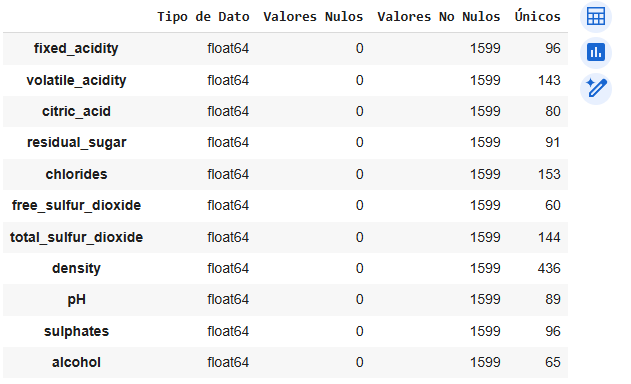 Tipo de Dato Valores Nulos Valores No Nulos Únicos
fixed_acidity float64 0 1599 96
volatile_acidity float64 0 1599 143
citric_acid float64 0 1599 80
residual_sugar float64 0 1599 91
chlorides float64 0 1599 153
free_sulfur_dioxide float64 0 1599 60
total_sulfur_dioxide float64 0 1599 144
density float64 0 1599 436
pH float64 0 1599 89
sulphates float64 0 1599 96
alcohol float64 0 1599 65